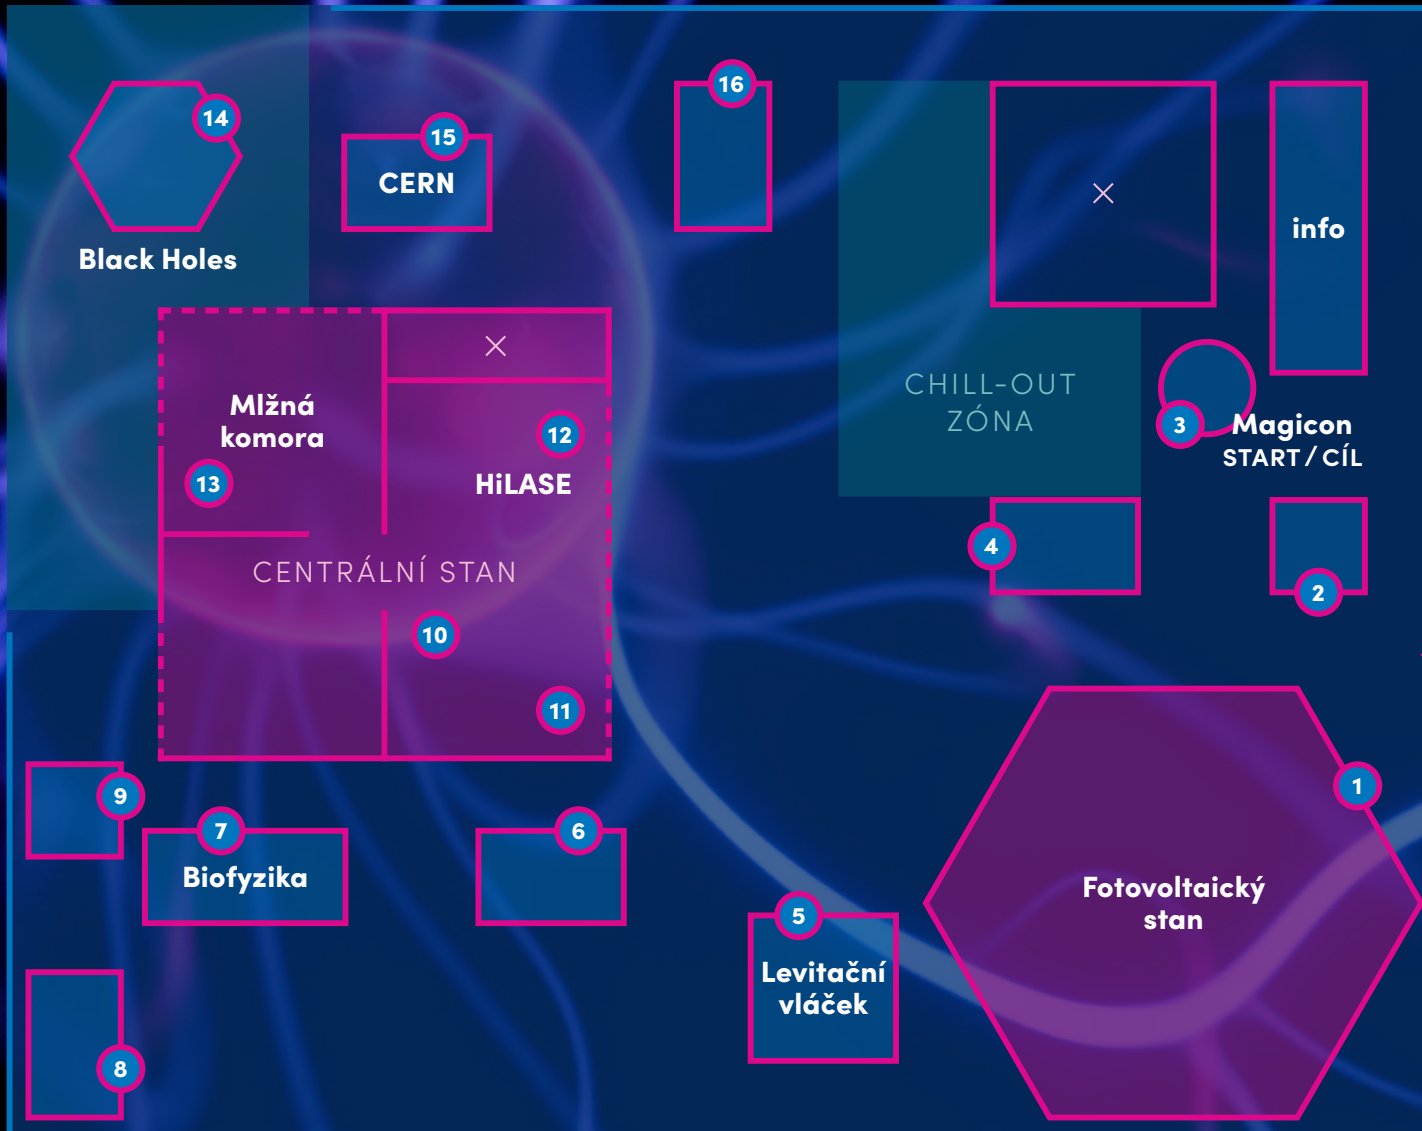 16
14
15
CERN
info
Black Holes
×
×
Mlžná
komora
CHILL-OUT
ZÓNA
3
Magicon
START / CÍL
12
HiLASE
13
4
CENTRÁLNÍ STAN
2
10
11
1
9
7
6
Biofyzika
Fotovoltaický
stan
5
Levitační
vláček
8